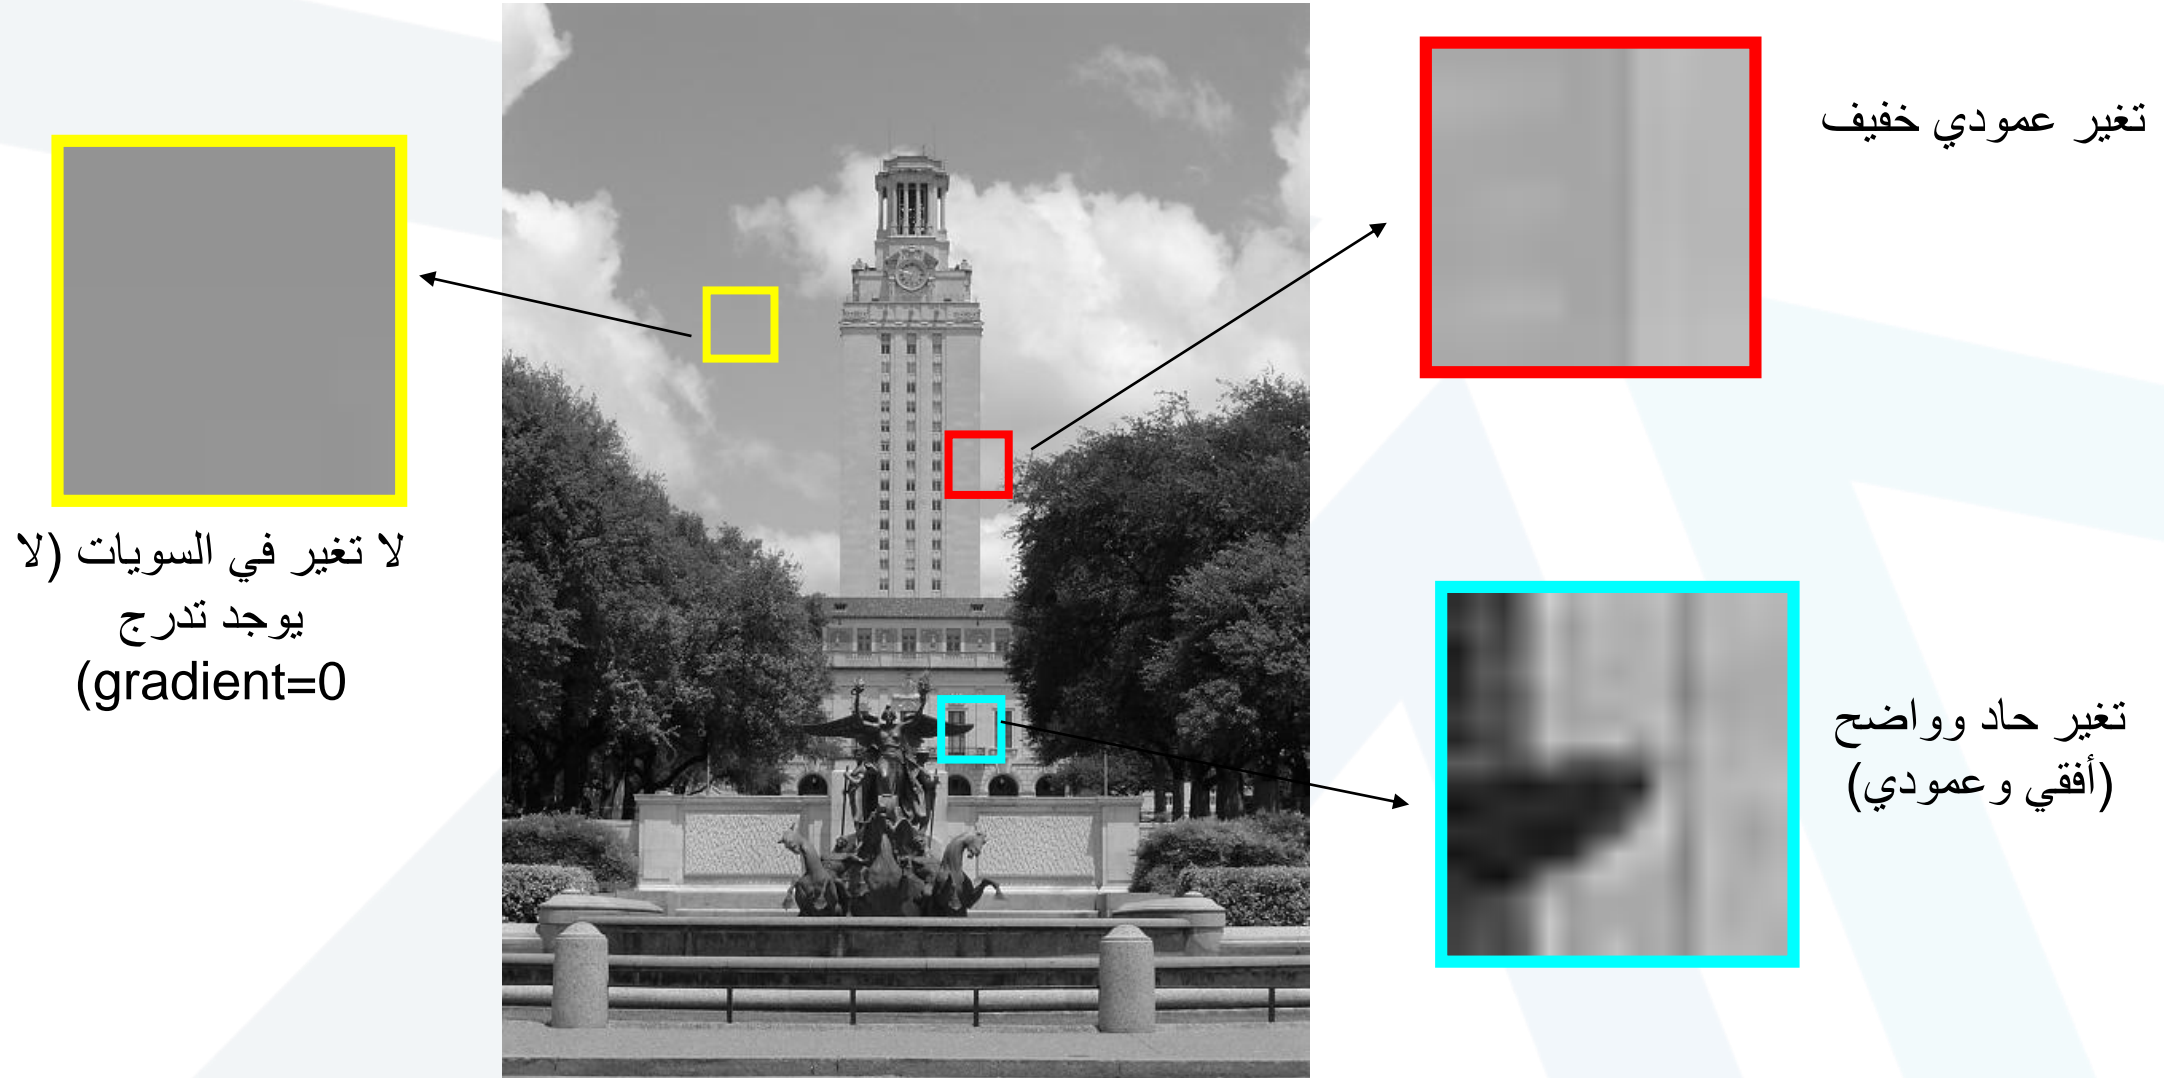 تغير عمودي خفيف
لا تغير في السويات (لا
يوجد تدرج
(gradient=0
تغير حاد وواضح
(أفقي وعمودي)